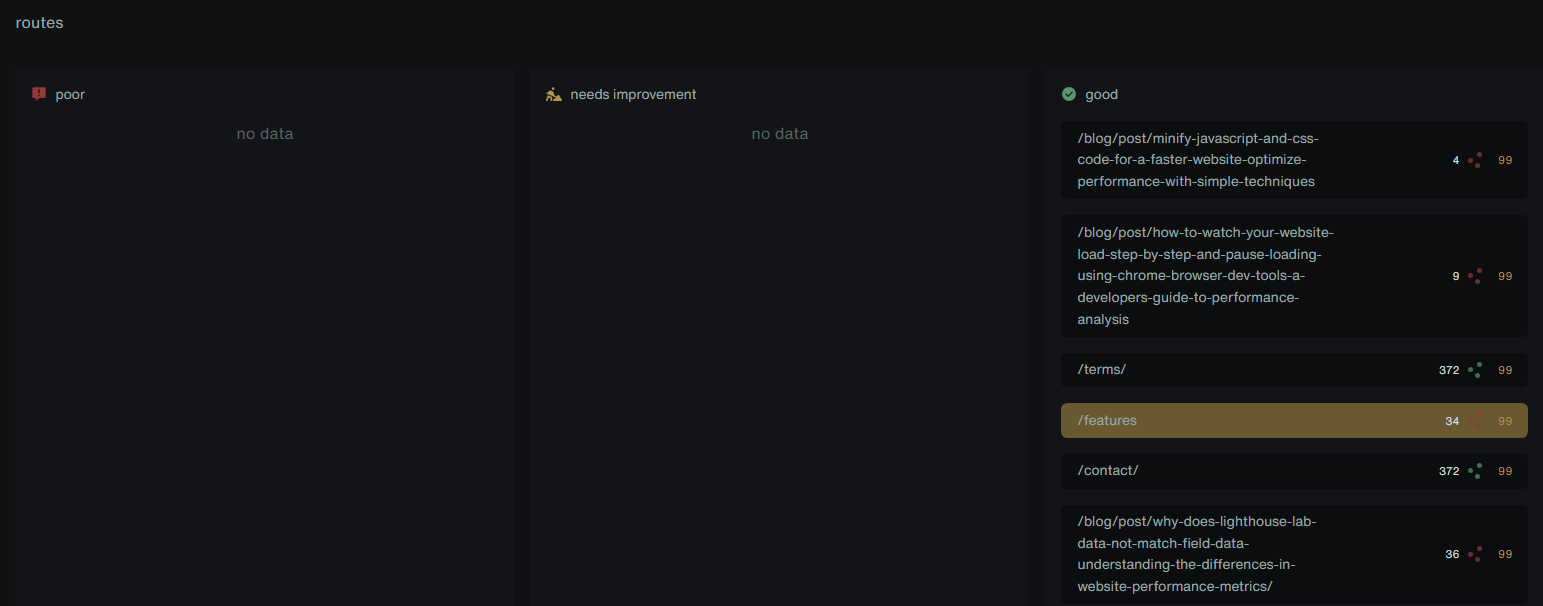 routes
poor
no data
needs improvement
no data
good
/blog/post/minify-javascript-and-css-
code-for-a-faster-website-optimize-
performance-with-simple-techniques
4 99
/blog/post/how-to-watch-your-website-
load-step-by-step-and-pause-loading-
using-chrome-browser-dev-tools-a-
developers-guide-to-performance-
analysis
9 99
/terms/ 372 99
/features 34 99
/contact/ 372 99
/blog/post/why-does-lighthouse-lab-
data-not-match-field-data-
understanding-the-differences-in-
website-performance-metrics/
36 99